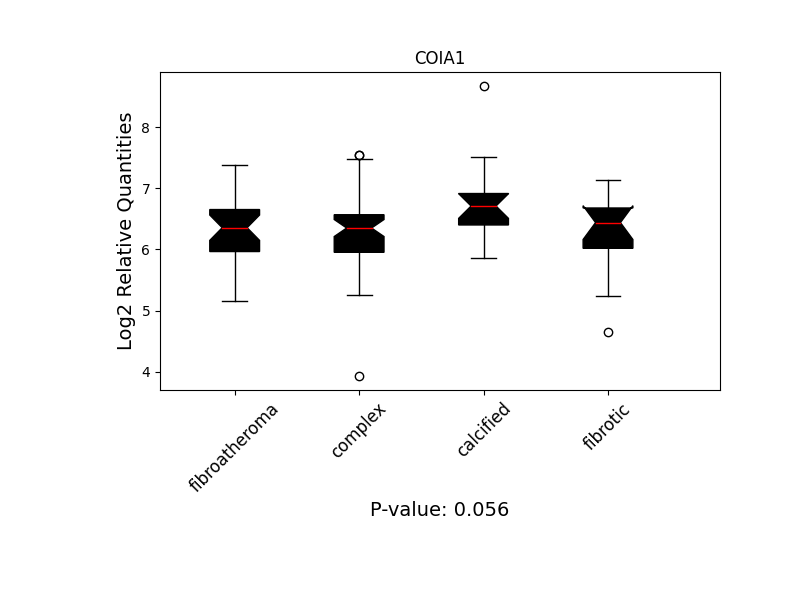 COIA1
Log2 Relative Quantities
8
7
6
5
4
fibroatheroma
complex
calcified
fibrotic
P-value: 0.056